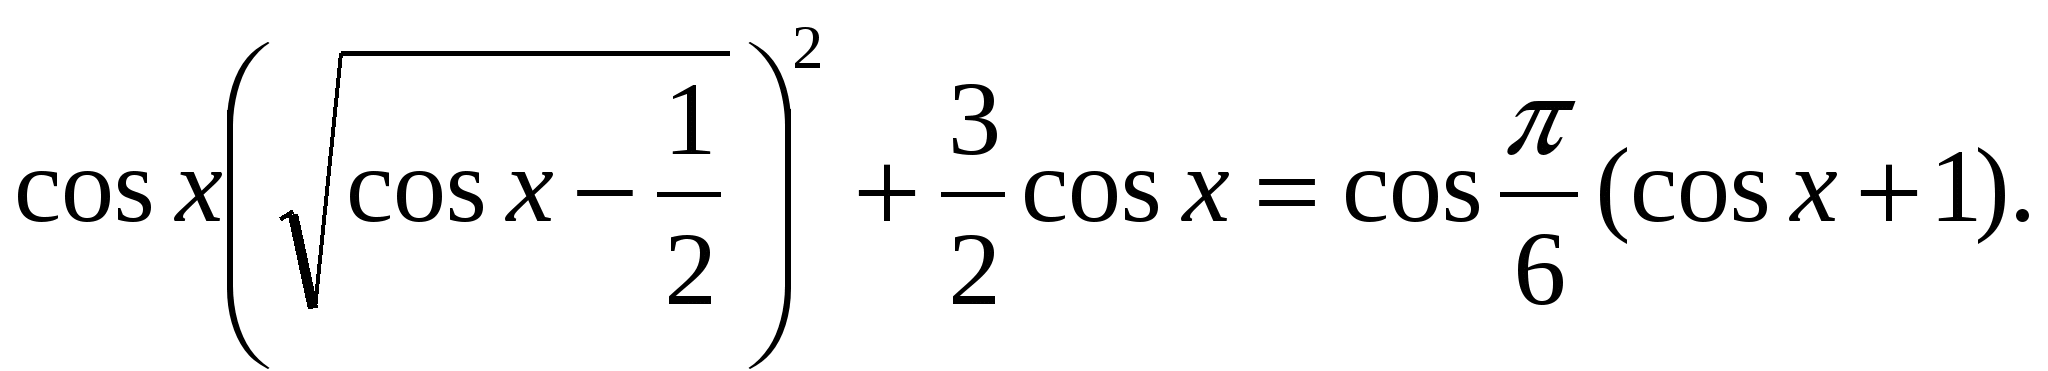 cos x(√(cos x − 1/2))² + 3/2 cos x = cos π/6 (cos x + 1).